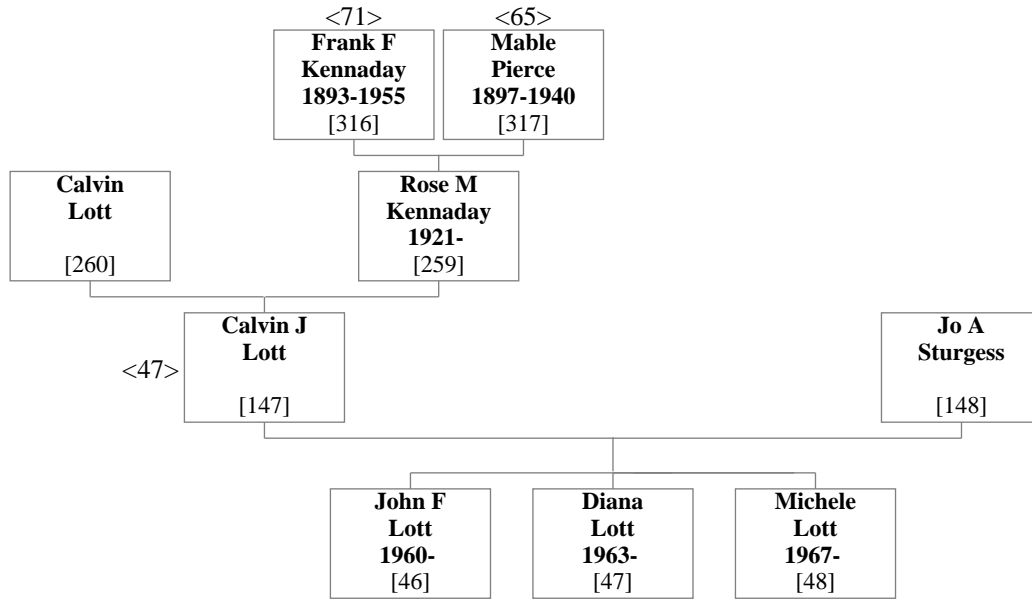 <71>
Frank F
Kennaday
1893-1955
[316]
<65>
Mable
Pierce
1897-1940
[317]
Calvin
Lott
[260]
Rose M
Kennaday
1921-
[259]
<47>
Calvin J
Lott
[147]
Jo A
Sturgess
[148]
John F
Lott
1960-
[46]
Diana
Lott
1963-
[47]
Michele
Lott
1967-
[48]